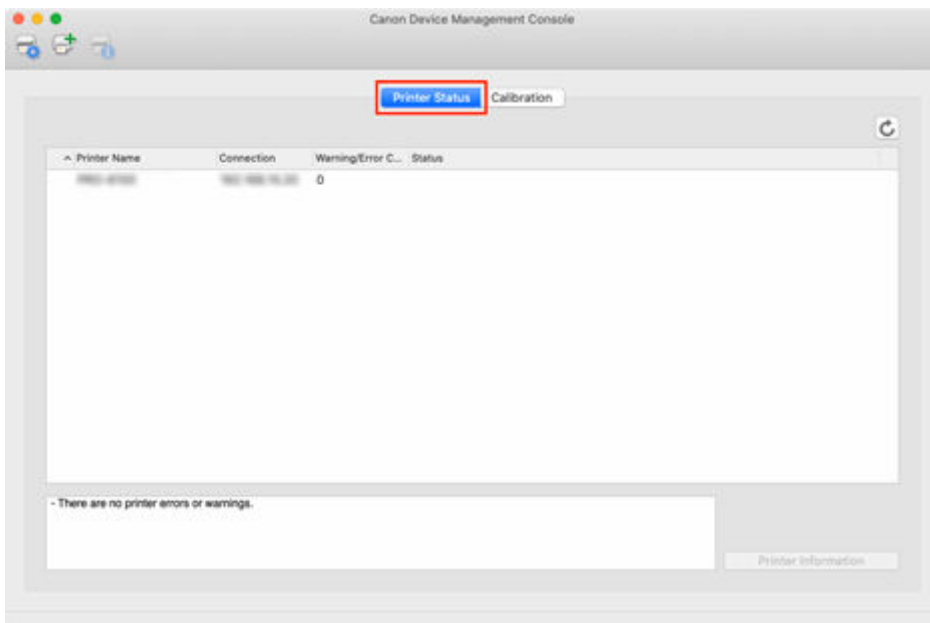 Canon Device Management Console
Printer Status Calibration
Printer Name Connection Warning/Error C... Status
0
- There are no printer errors or warnings.
Printer Information